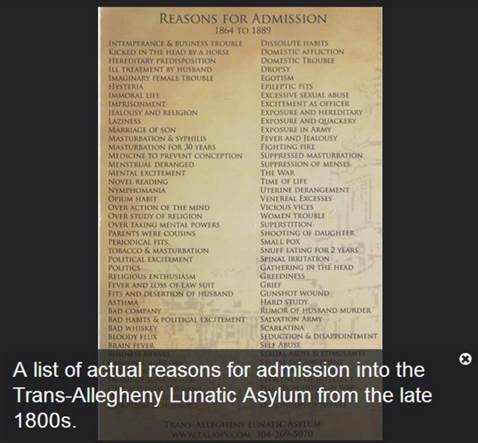 REASONS FOR ADMISSION
1864 TO 1889
INTEMPERANCE & BUSINESS TROUBLE
KICKED IN THE HEAD BY A HORSE
HEREDITARY PREDISPOSITION
ILL TREATMENT BY HUSBAND
IMAGINARY FEMALE TROUBLE
HYSTERIA
IMMORAL LIFE
IMPRISONMENT
JEALOUSY AND RELIGION
LAZINESS
MARRIAGE OF SON
MASTURBATION & SYPHILIS
MASTURBATION FOR 30 YEARS
MEDICINE TO PREVENT CONCEPTION
MENSTRUAL DERANGED
MENTAL EXCITEMENT
NOVEL READING
NYMPHOMANIA
OPIUM HABIT
OVER ACTION OF THE MIND
OVER STUDY OF RELIGION
OVER TAXING MENTAL POWERS
PARENTS WERE COUSINS
PERIODICAL FITS.
TOBACCO & MASTURBATION
POLITICAL EXCITEMENT
POLITICS
RELIGIOUS ENTHUSIASM
FEVER AND LOSS OF LAW SUIT
FITS AND DESERTION OF HUSBAND
ASTHMA
BAD COMPANY
BAD HABITS & POLITICAL EXCITEMENT
BAD WHISKEY
BLOODY FLUX
BRAIN FEVER
BUSINESS NERVES
DISSOLUTE HABITS
DOMESTIC AFFLICTION
DOMESTIC TROUBLE
DROPSY
EGOTISM
EPILEPTIC FITS
EXCESSIVE SEXUAL ABUSE
EXCITEMENT AS OFFICER
EXPOSURE AND HEREDITARY
EXPOSURE AND QUACKERY
EXPOSURE IN ARMY
FEVER AND JEALOUSY
FIGHTING FIRE
SUPPRESSED MASTURBATION
SUPPRESSION OF MENSES
THE WAR
TIME OF LIFE
UTERINE DERANGEMENT
VENEREAL EXCESSES
VICIOUS VICES
WOMEN TROUBLE
SUPERSTITION
SHOOTING OF DAUGHTER
SMALL POX
SNUFF EATING FOR 2 YEARS
SPINAL IRRITATION
GATHERING IN THE HEAD
GREEDINESS
GRIEF
GUNSHOT WOUND
HARD STUDY
RUMOR OF HUSBAND MURDER
SALVATION ARMY
SCARLATINA
SEDUCTION & DISAPPOINTMENT
SELF ABUSE
SEXUAL ABUSE & STIMULANTS
A list of actual reasons for admission into the
Trans-Allegheny Lunatic Asylum from the late
1800s.
TRANS-ALLEGHENY LUNATIC ASYLUM